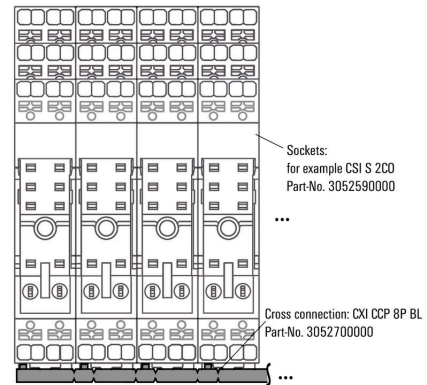 Sockets:
for example CSI S 2CO
Part-No. 3052590000
...
Cross connection: CXI CCP 8P BL
Part-No. 3052700000
...